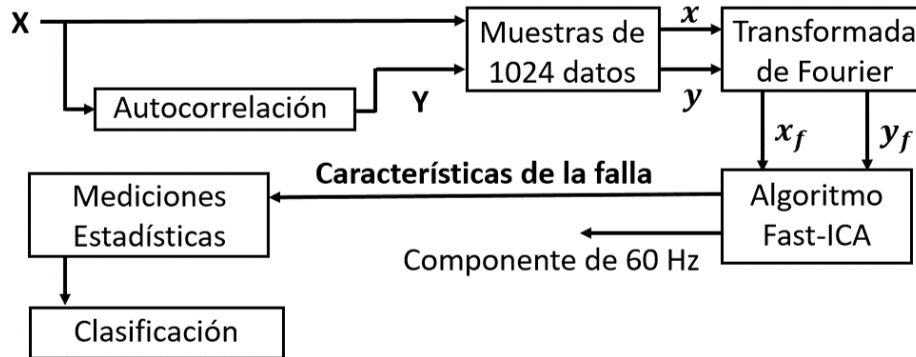 X
Autocorrelación
Y
Muestras de
1024 datos
x
y
Transformada
de Fourier
x_f
y_f
Algoritmo
Fast-ICA
Características de la falla
Componente de 60 Hz
Mediciones
Estadísticas
Clasificación